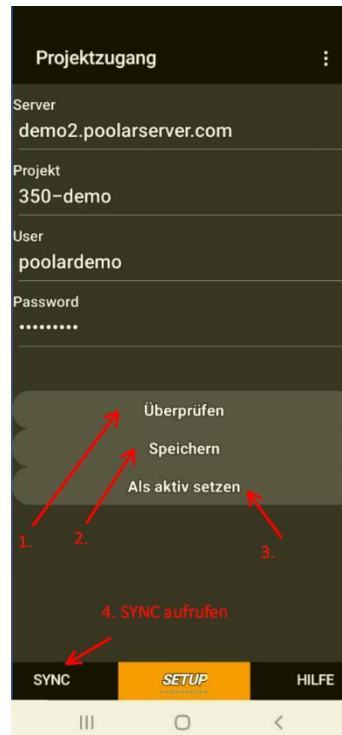 Projektzugang
Server
demo2.poolarserver.com
Projekt
350-demo
User
poolardemo
Password
•••••••••
Überprüfen
Speichern
Als aktiv setzen
1.
2.
3.
4. SYNC aufrufen
SYNC
SETUP
HILFE